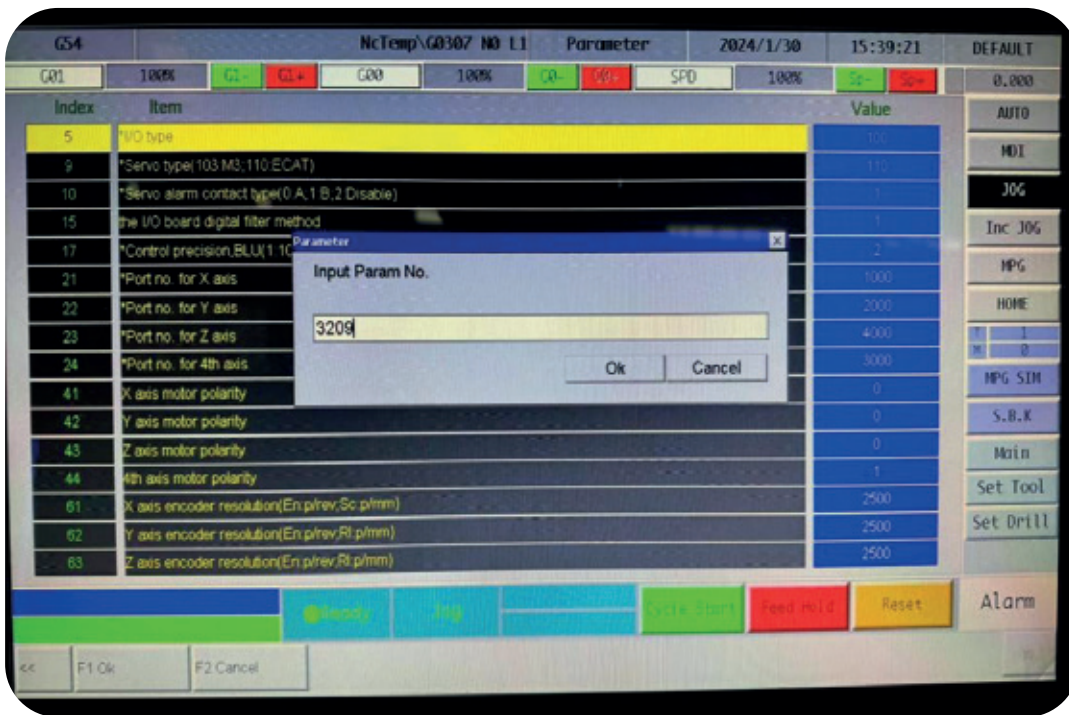 G54 NcTemp\G0307 N0 L1 Parameter 2024/1/30 15:39:21 DEFAULT
G01 100% G1- G1+ G00 100% G0- G0+ SPD 100% Sp- Sp+ 0.000
Index Item Value
5 *I/O type 100
9 *Servo type(103:M3;110:ECAT) 110
10 *Servo alarm contact type(0:A,1:B,2:Disable) 1
15 the I/O board digital filter method 1
17 *Control precision,BLU(1:10 2
21 *Port no. for X axis 1000
22 *Port no. for Y axis 2000
23 *Port no. for Z axis 4000
24 *Port no. for 4th axis 3000
41 X axis motor polarity 0
42 Y axis motor polarity 0
43 Z axis motor polarity 0
44 4th axis motor polarity 1
61 X axis encoder resolution(En:p/rev;Sc:p/mm) 2500
62 Y axis encoder resolution(En:p/rev;Rl:p/mm) 2500
63 Z axis encoder resolution(En:p/rev;Rl:p/mm) 2500
Parameter X
Input Param No.
3209
Ok Cancel
AUTO
MDI
JOG
Inc JOG
MPG
HOME
T 1
M 0
MPG SIM
S.B.K
Main
Set Tool
Set Drill
Ready Jog Cycle Start Feed Hold Reset Alarm
<< F1 Ok F2 Cancel